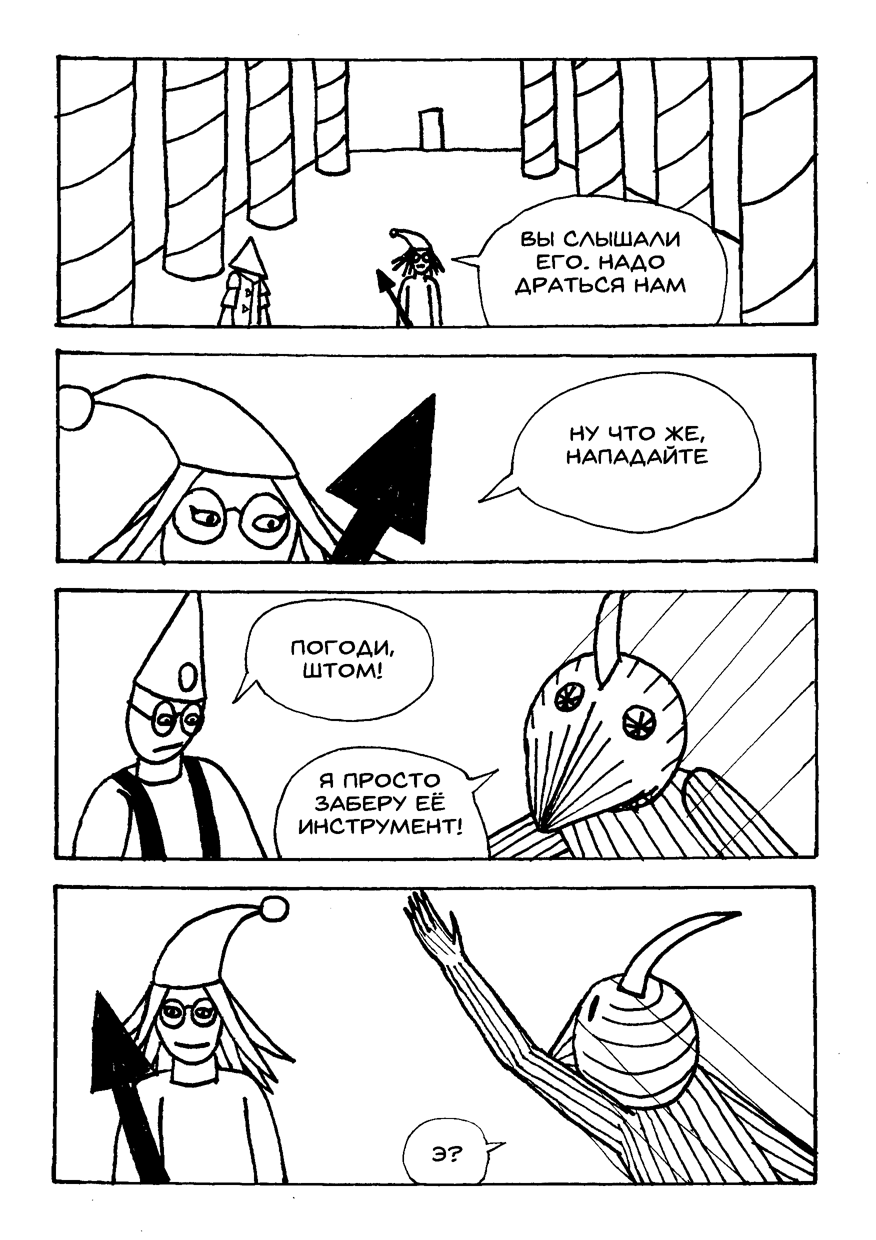 ВЫ СЛЫШАЛИ
ЕГО. НАДО
ДРАТЬСЯ НАМ
НУ ЧТО ЖЕ,
НАПАДАЙТЕ
ПОГОДИ,
ШТОМ!
Я ПРОСТО
ЗАБЕРУ ЕЁ
ИНСТРУМЕНТ!
Э?